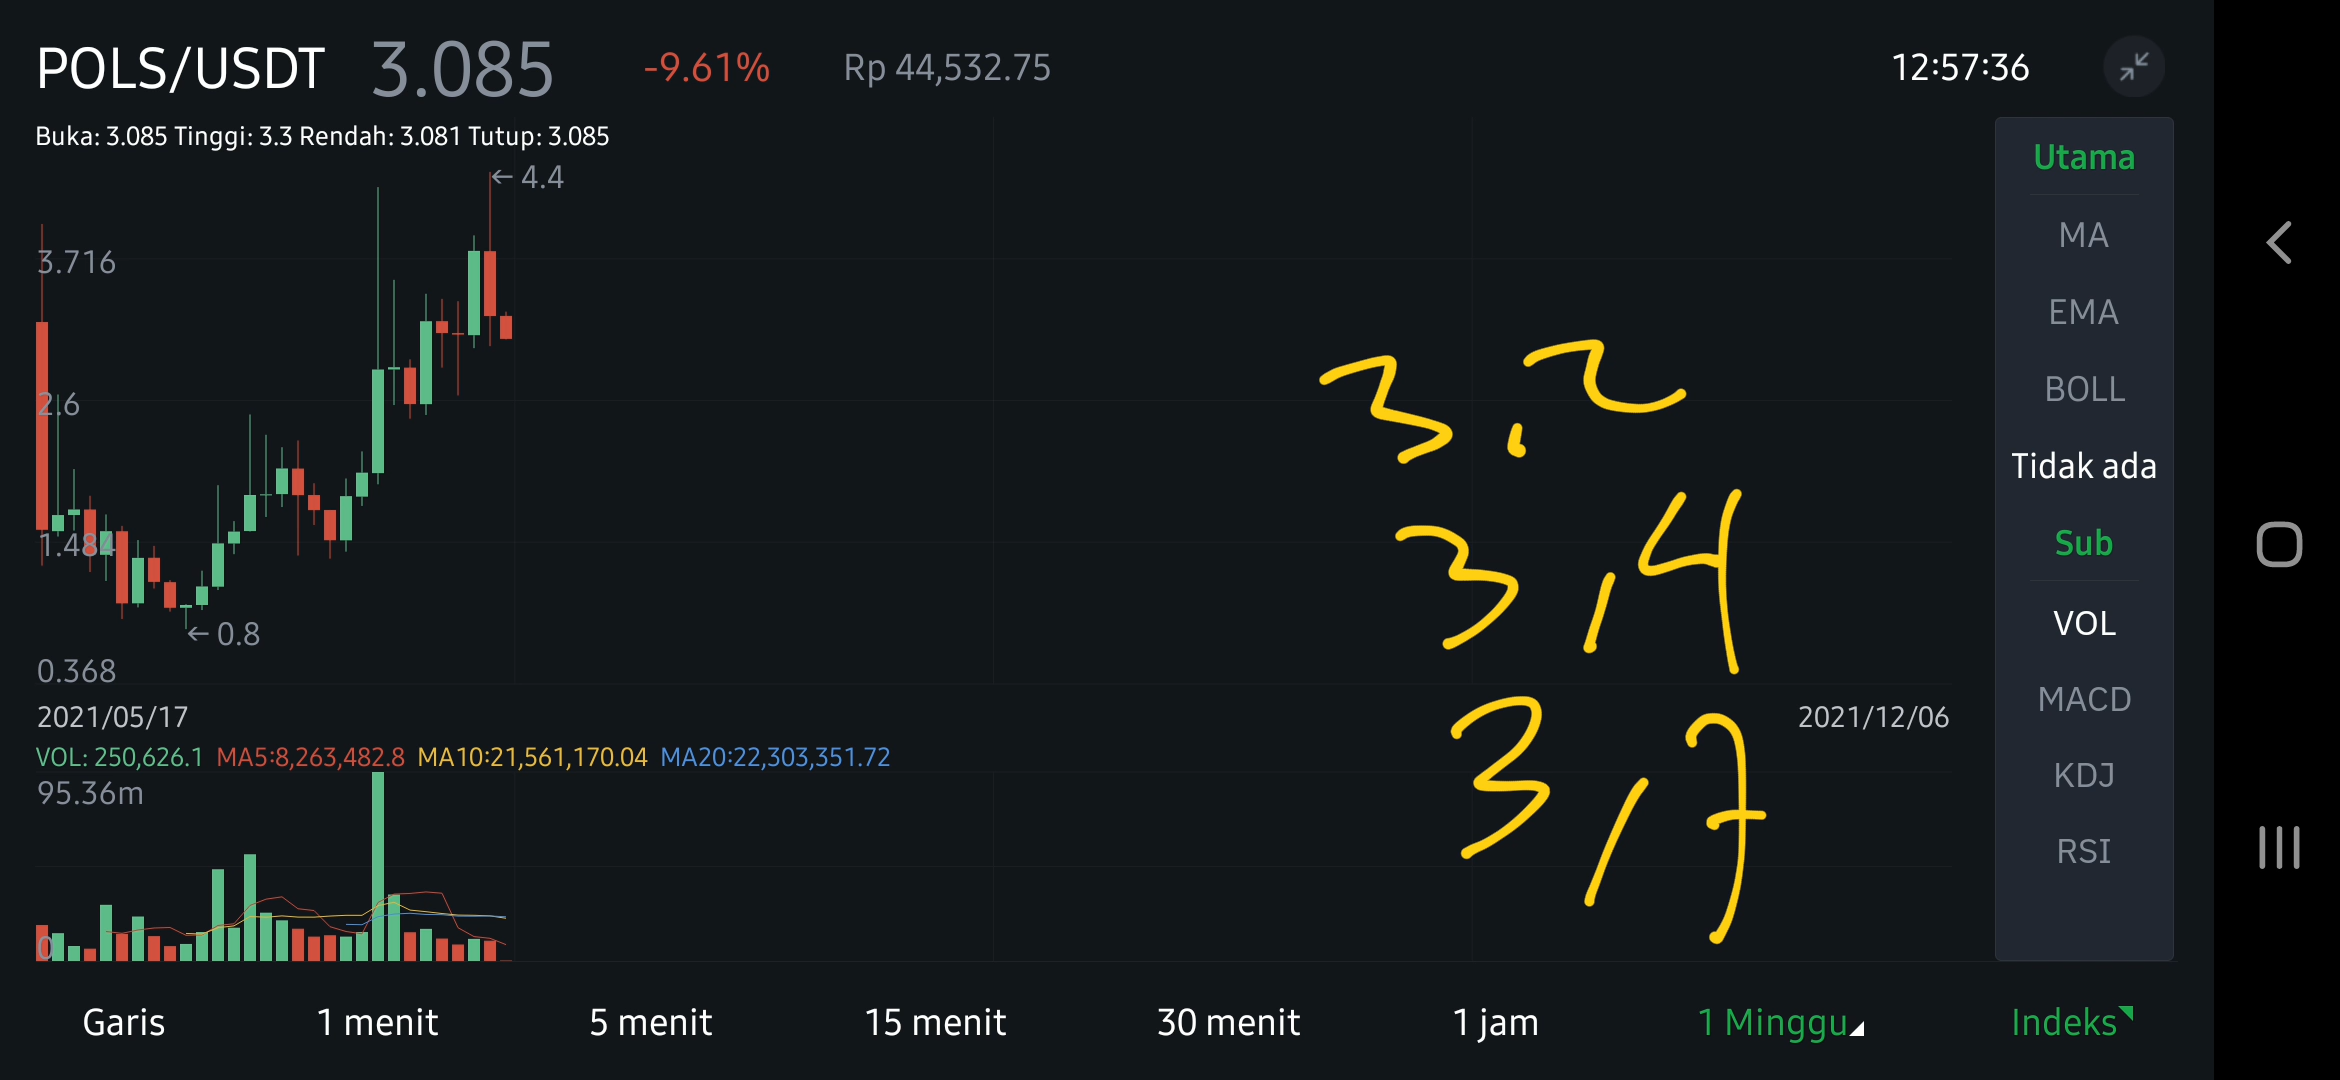 POLS/USDT 3.085 -9.61% Rp 44,532.75 12:57:36
Buka: 3.085 Tinggi: 3.3 Rendah: 3.081 Tutup: 3.085
Utama
MA
EMA
BOLL
Tidak ada
Sub
VOL
MACD
KDJ
RSI
←4.4
3.716
2.6
1.484
←0.8
0.368
3.2
3,4
3,7
2021/05/17 2021/12/06
VOL: 250,626.1 MA5:8,263,482.8 MA10:21,561,170.04 MA20:22,303,351.72
95.36m
0
Garis 1 menit 5 menit 15 menit 30 menit 1 jam 1 Minggu Indeks